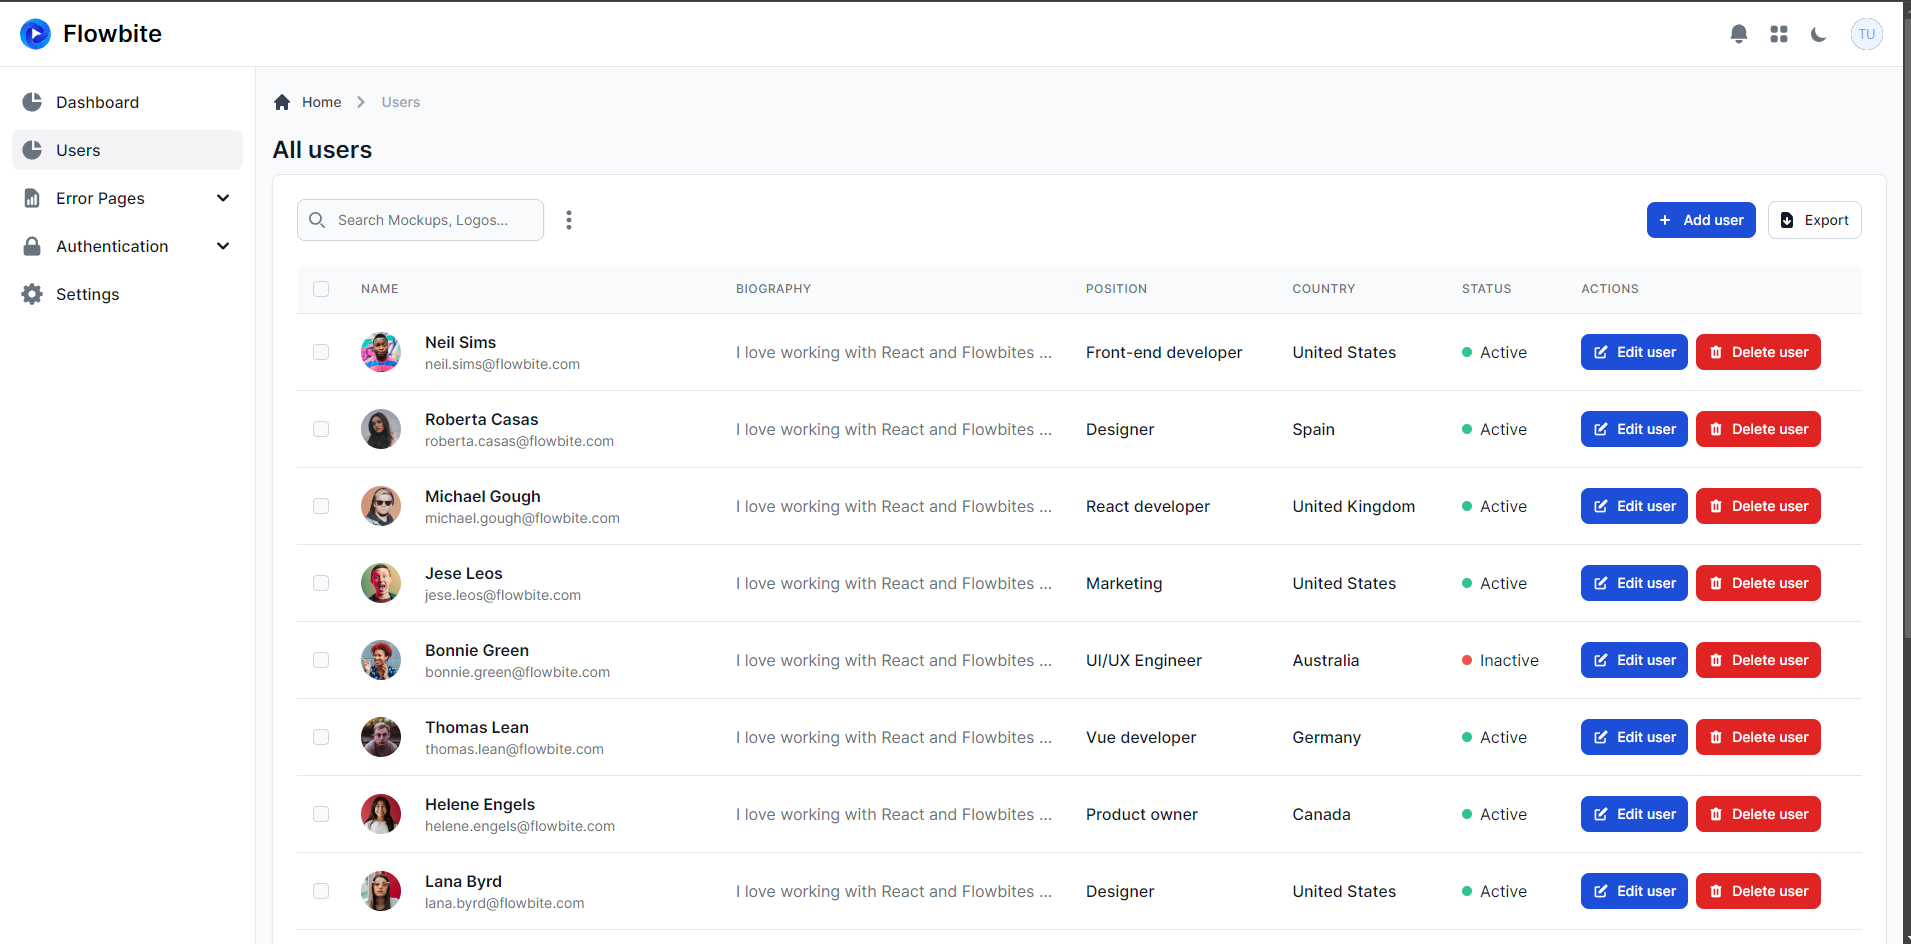 Flowbite
TU
Dashboard
Users
Error Pages
Authentication
Settings
Home
Users
All users
Search Mockups, Logos...
Add user
Export
NAME BIOGRAPHY POSITION COUNTRY STATUS ACTIONS
Neil Sims
neil.sims@flowbite.com
I love working with React and Flowbites ... Front-end developer United States Active Edit user Delete user
Roberta Casas
roberta.casas@flowbite.com
I love working with React and Flowbites ... Designer Spain Active Edit user Delete user
Michael Gough
michael.gough@flowbite.com
I love working with React and Flowbites ... React developer United Kingdom Active Edit user Delete user
Jese Leos
jese.leos@flowbite.com
I love working with React and Flowbites ... Marketing United States Active Edit user Delete user
Bonnie Green
bonnie.green@flowbite.com
I love working with React and Flowbites ... UI/UX Engineer Australia Inactive Edit user Delete user
Thomas Lean
thomas.lean@flowbite.com
I love working with React and Flowbites ... Vue developer Germany Active Edit user Delete user
Helene Engels
helene.engels@flowbite.com
I love working with React and Flowbites ... Product owner Canada Active Edit user Delete user
Lana Byrd
lana.byrd@flowbite.com
I love working with React and Flowbites ... Designer United States Active Edit user Delete user